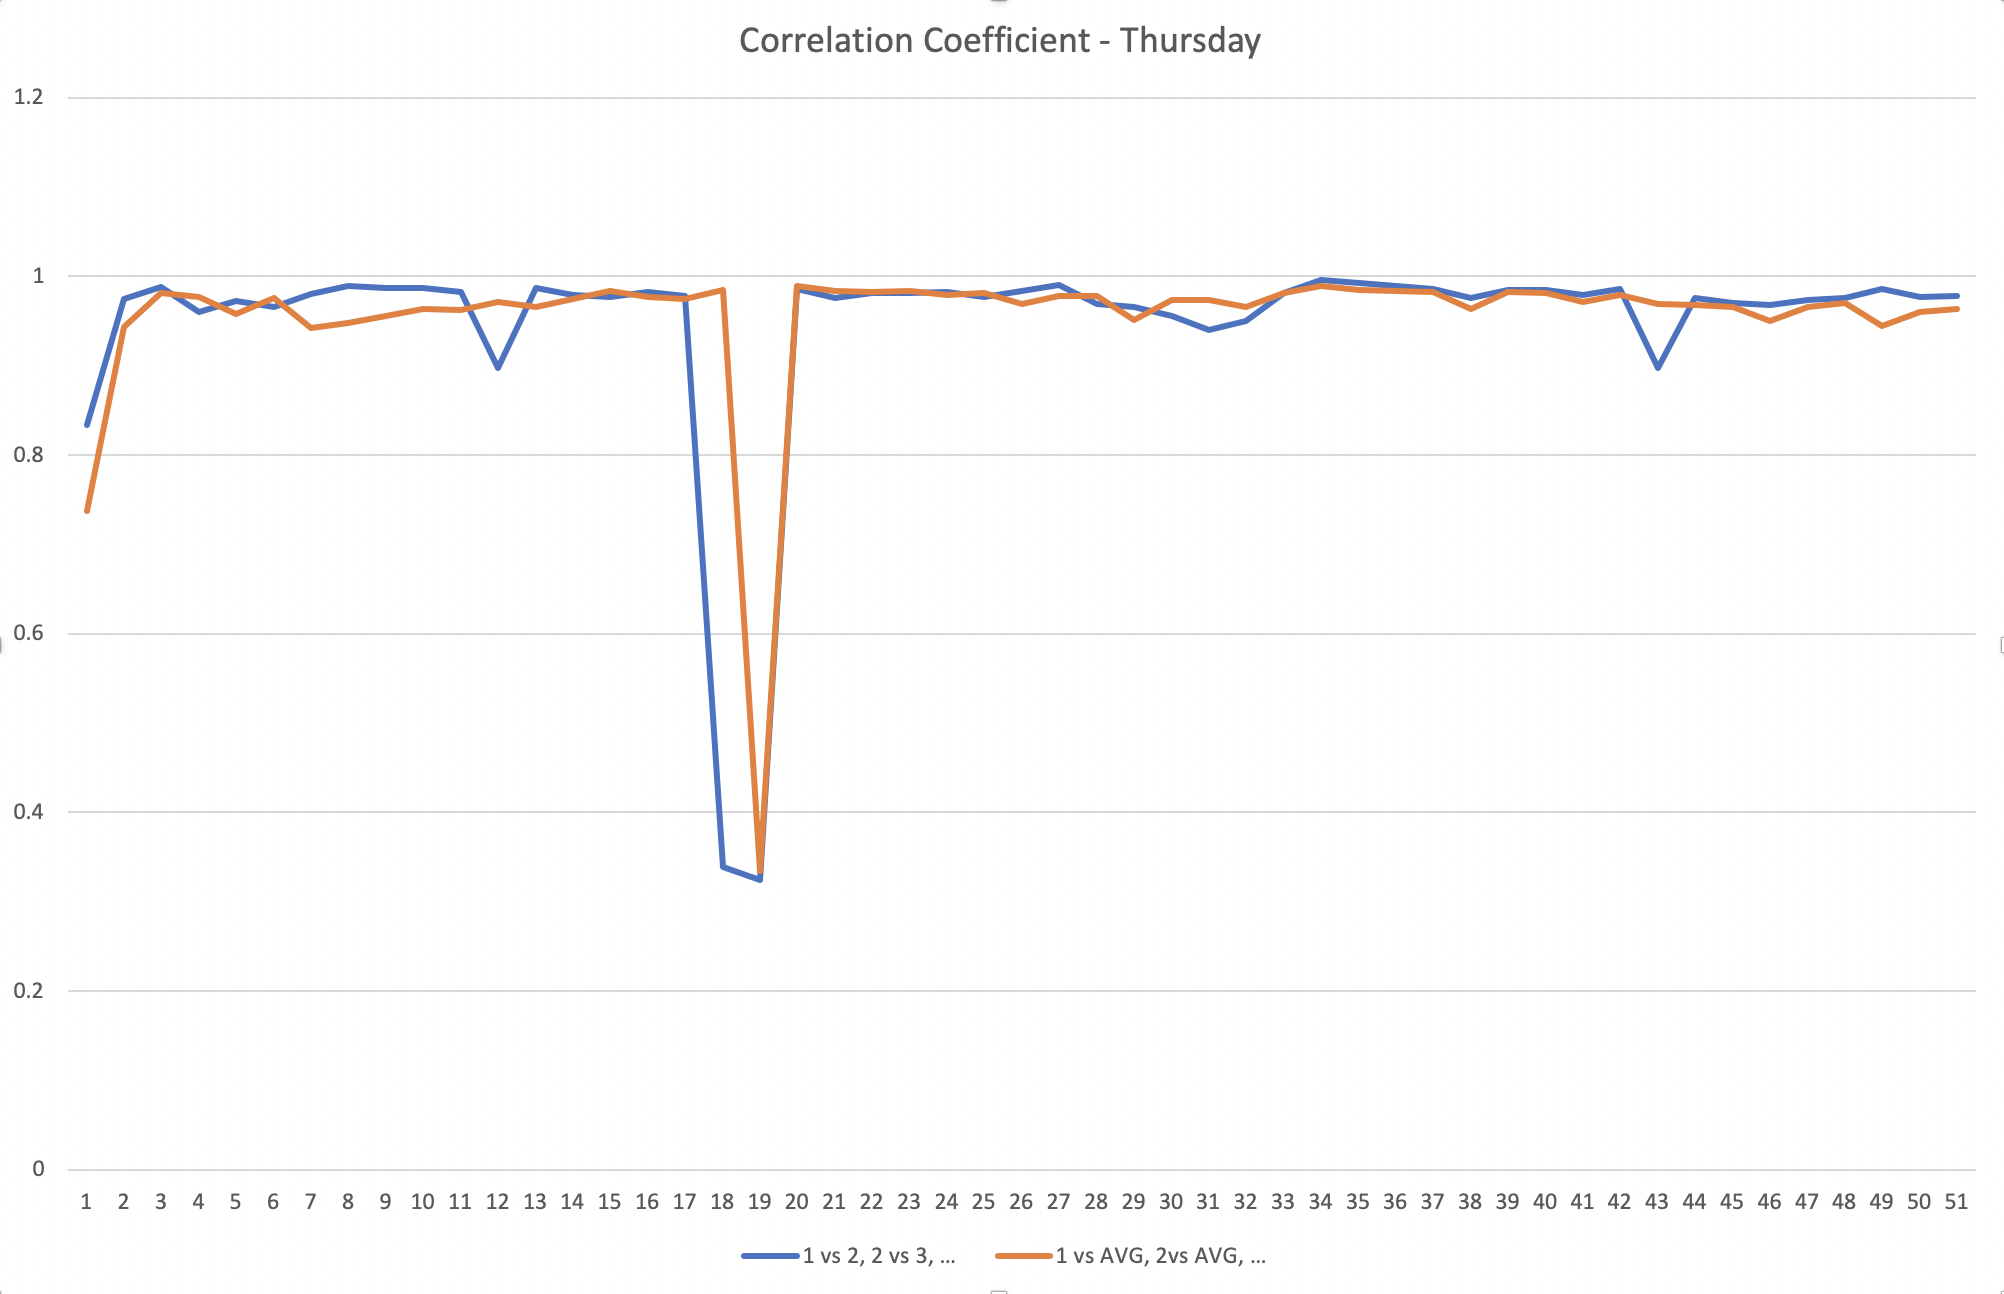 Correlation Coefficient - Thursday
1.2
1
0.8
0.6
0.4
0.2
0
1 2 3 4 5 6 7 8 9 10 11 12 13 14 15 16 17 18 19 20 21 22 23 24 25 26 27 28 29 30 31 32 33 34 35 36 37 38 39 40 41 42 43 44 45 46 47 48 49 50 51
1 vs 2, 2 vs 3, ... 1 vs AVG, 2vs AVG, ...